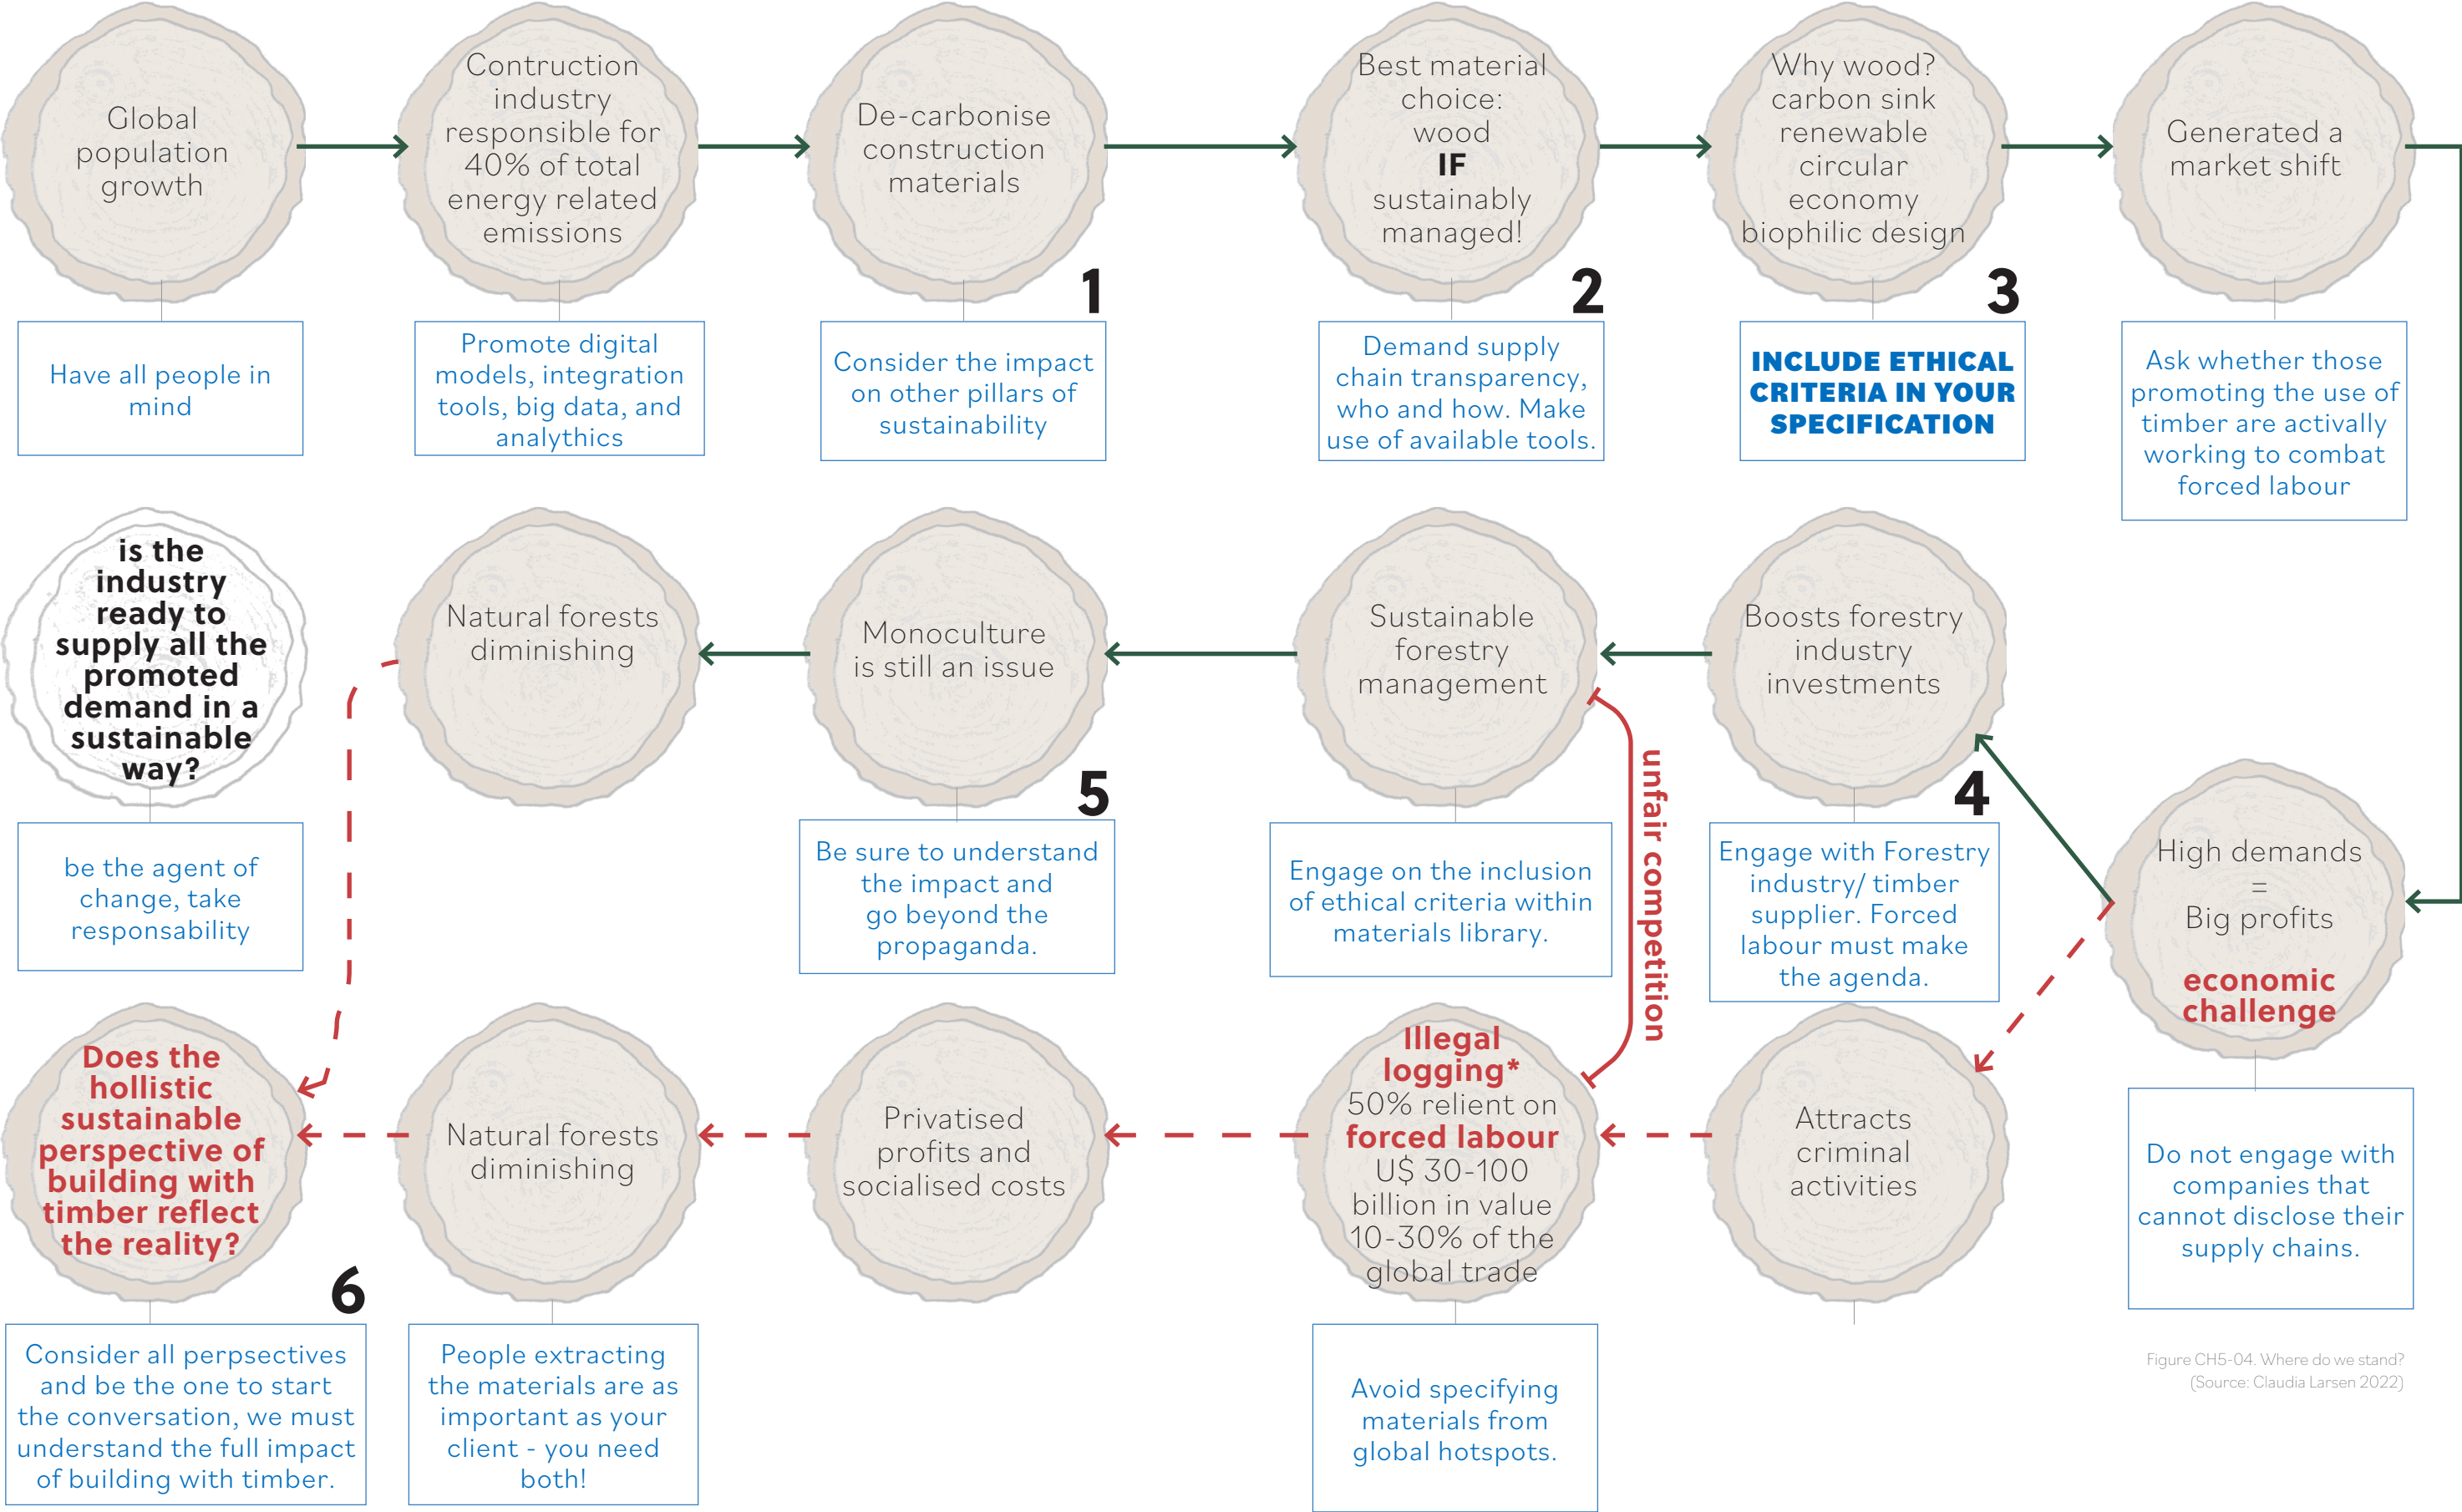 Global
population
growth
Contruction
industry
responsible for
40% of total
energy related
emissions
De-carbonise
construction
materials
Best material
choice:
wood
IF
sustainably
managed!
Why wood?
carbon sink
renewable
circular
economy
biophilic design
Generated a
market shift
1
2
3
Have all people in
mind
Promote digital
models, integration
tools, big data, and
analythics
Consider the impact
on other pillars of
sustainability
Demand supply
chain transparency,
who and how. Make
use of available tools.
INCLUDE ETHICAL
CRITERIA IN YOUR
SPECIFICATION
Ask whether those
promoting the use of
timber are activally
working to combat
forced labour
is the
industry
ready to
supply all the
promoted
demand in a
sustainable
way?
Natural forests
diminishing
Monoculture
is still an issue
Sustainable
forestry
management
Boosts forestry
industry
investments
5
4
unfair competition
High demands
=
Big profits
economic
challenge
be the agent of
change, take
responsability
Be sure to understand
the impact and
go beyond the
propaganda.
Engage on the inclusion
of ethical criteria within
materials library.
Engage with Forestry
industry/ timber
supplier. Forced
labour must make
the agenda.
Does the
hollistic
sustainable
perspective of
building with
timber reflect
the reality?
Natural forests
diminishing
Privatised
profits and
socialised costs
Illegal
logging*
50% relient on
forced labour
U$ 30-100
billion in value
10-30% of the
global trade
Attracts
criminal
activities
Do not engage with
companies that
cannot disclose their
supply chains.
6
Consider all perpsectives
and be the one to start
the conversation, we must
understand the full impact
of building with timber.
People extracting
the materials are as
important as your
client - you need
both!
Avoid specifying
materials from
global hotspots.
Figure CH5-04. Where do we stand?
(Source: Claudia Larsen 2022)